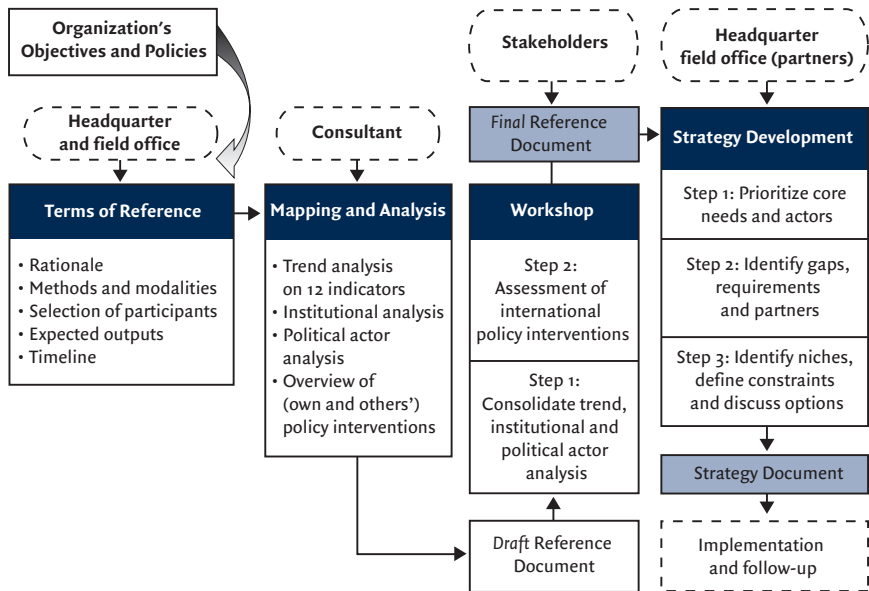 Organization's
Objectives and Policies
Headquarter
and field office
Terms of Reference
• Rationale
• Methods and modalities
• Selection of participants
• Expected outputs
• Timeline
Consultant
Mapping and Analysis
• Trend analysis
on 12 indicators
• Institutional analysis
• Political actor
analysis
• Overview of
(own and others')
policy interventions
Stakeholders
Final Reference
Document
Workshop
Step 2:
Assessment of
international
policy interventions
Step 1:
Consolidate trend,
institutional and
political actor
analysis
Draft Reference
Document
Headquarter
field office (partners)
Strategy Development
Step 1: Prioritize core
needs and actors
Step 2: Identify gaps,
requirements
and partners
Step 3: Identify niches,
define constraints
and discuss options
Strategy Document
Implementation
and follow-up